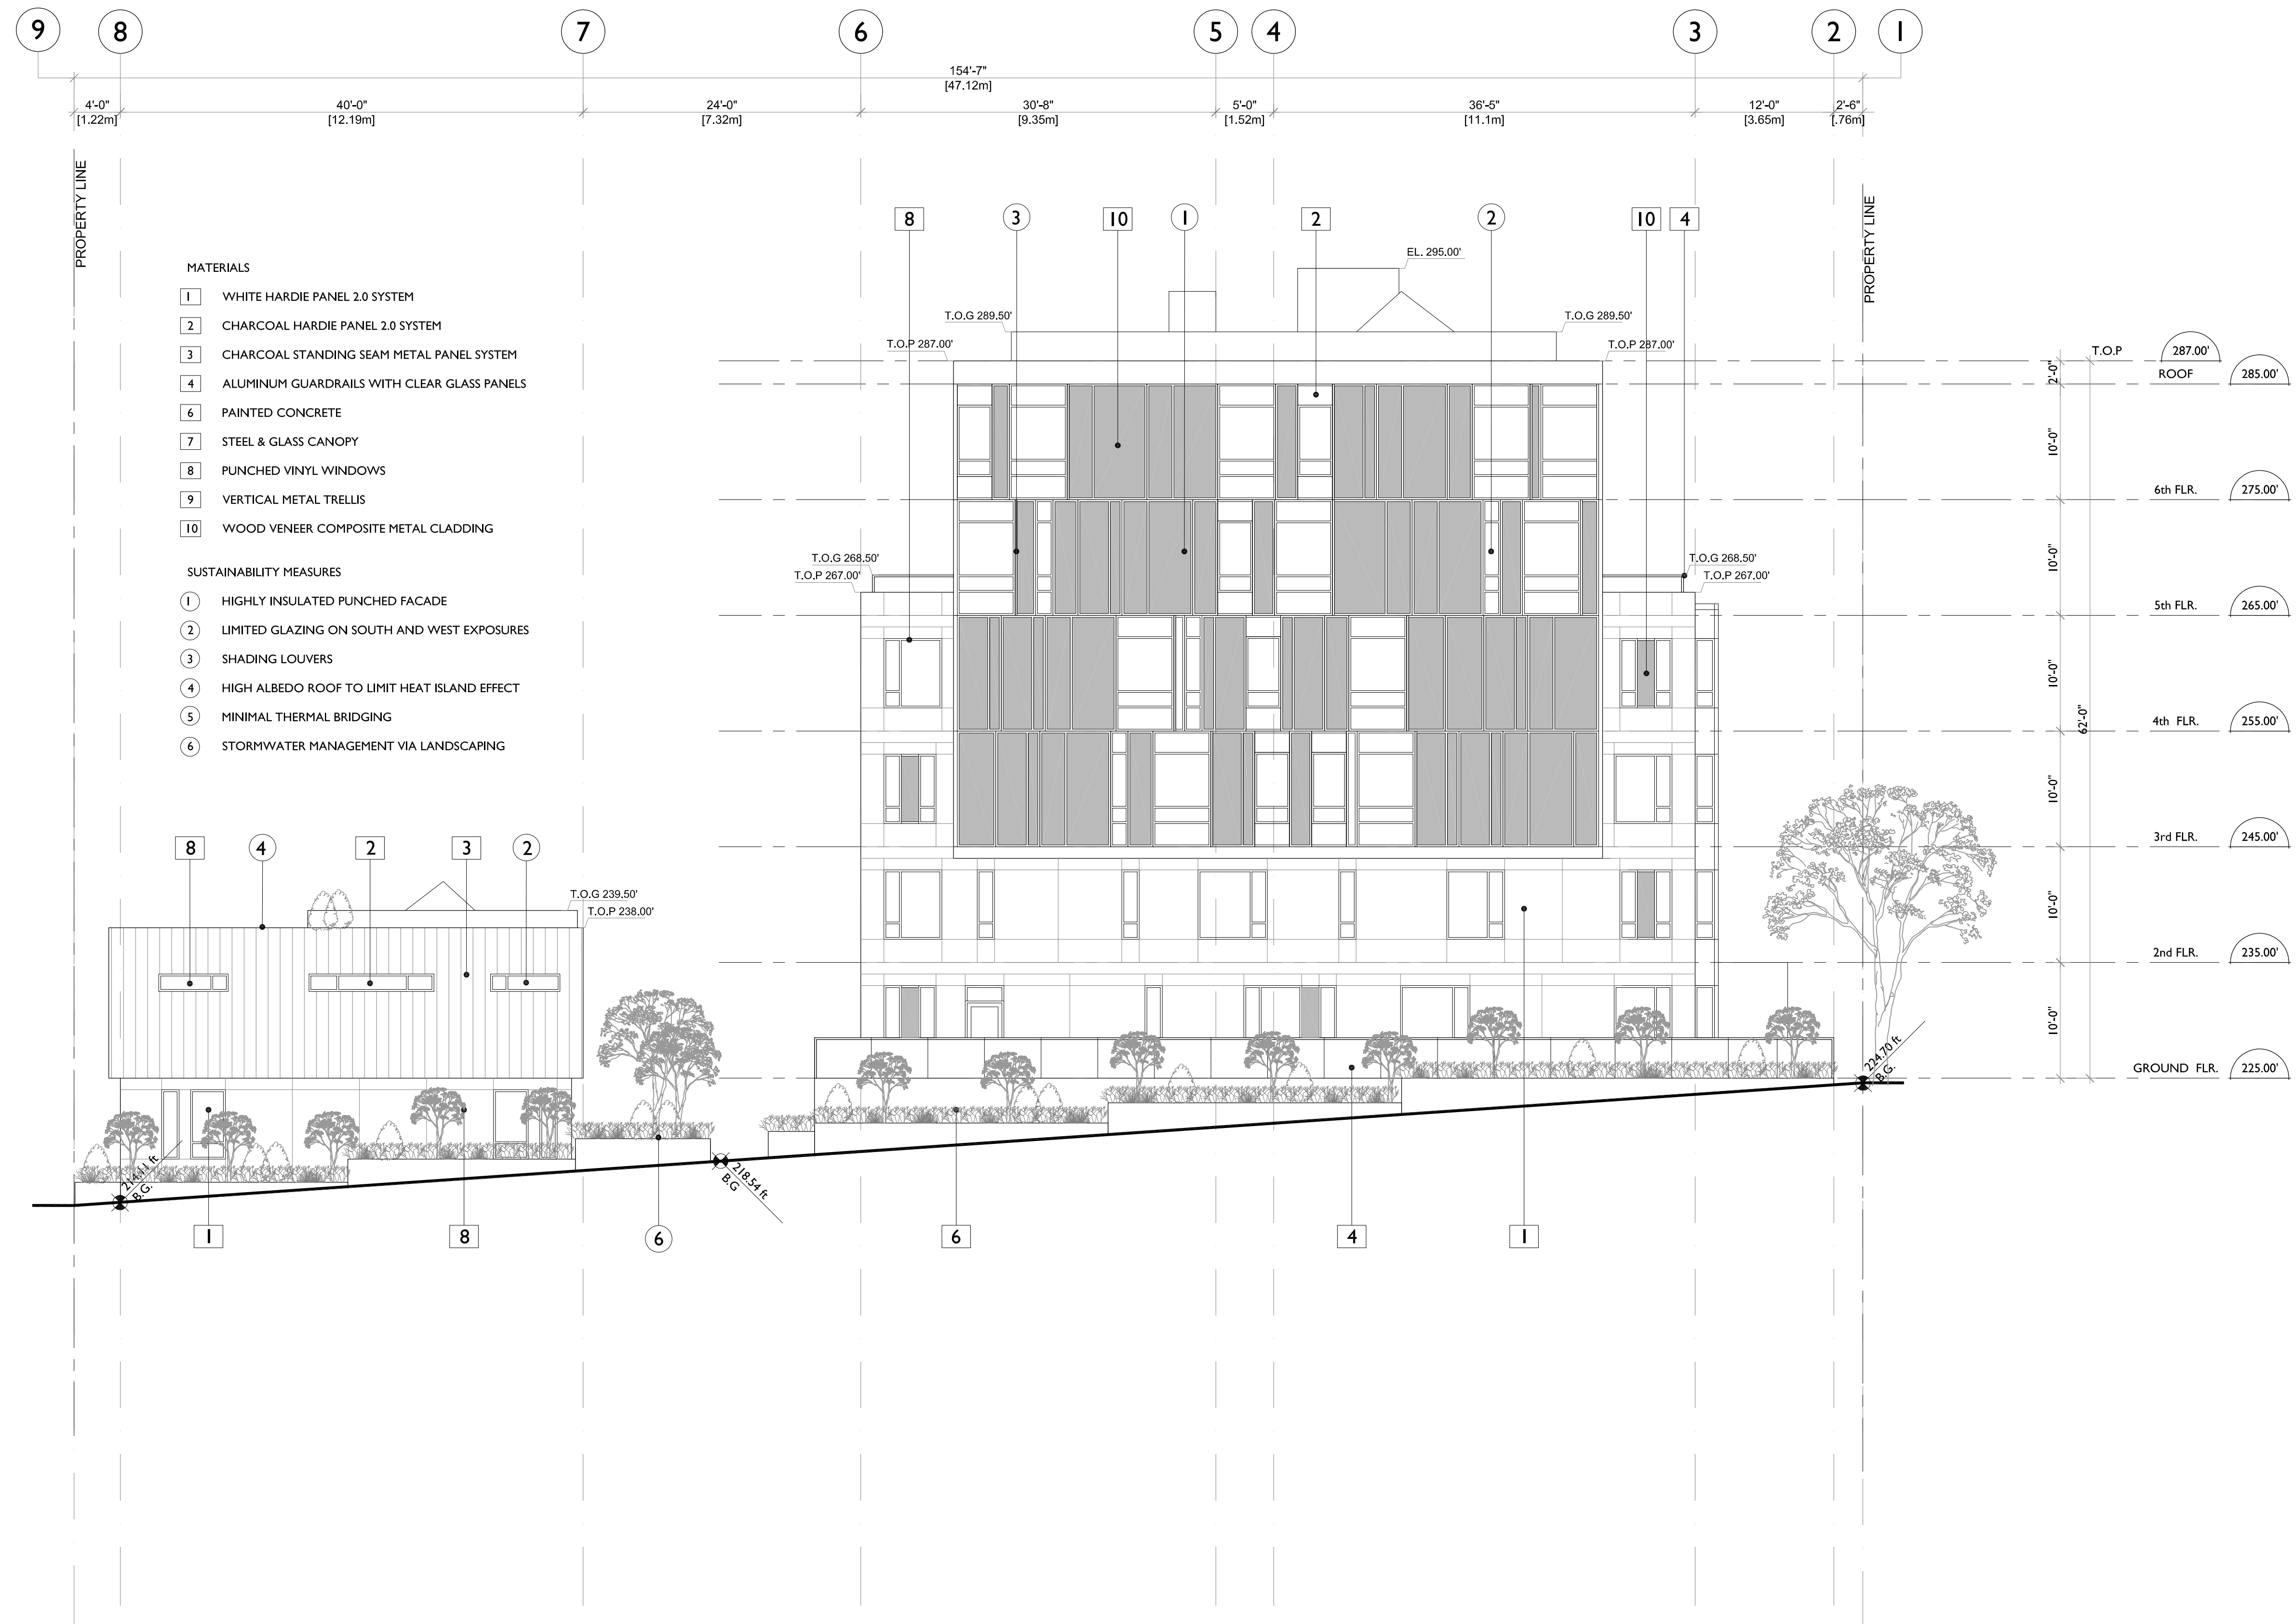 9 8 7 6 5 4 3 2 1
154'-7"
[47.12m]
4'-0" 40'-0" 24'-0" 30'-8" 5'-0" 36'-5" 12'-0" 2'-6"
[1.22m] [12.19m] [7.32m] [9.35m] [1.52m] [11.1m] [3.65m] [.76m]
PROPERTY LINE
PROPERTY LINE
8 3 10 1 2 2 10 4
MATERIALS
1 WHITE HARDIE PANEL 2.0 SYSTEM
2 CHARCOAL HARDIE PANEL 2.0 SYSTEM
3 CHARCOAL STANDING SEAM METAL PANEL SYSTEM
4 ALUMINUM GUARDRAILS WITH CLEAR GLASS PANELS
6 PAINTED CONCRETE
7 STEEL & GLASS CANOPY
8 PUNCHED VINYL WINDOWS
9 VERTICAL METAL TRELLIS
10 WOOD VENEER COMPOSITE METAL CLADDING
SUSTAINABILITY MEASURES
1 HIGHLY INSULATED PUNCHED FACADE
2 LIMITED GLAZING ON SOUTH AND WEST EXPOSURES
3 SHADING LOUVERS
4 HIGH ALBEDO ROOF TO LIMIT HEAT ISLAND EFFECT
5 MINIMAL THERMAL BRIDGING
6 STORMWATER MANAGEMENT VIA LANDSCAPING
EL. 295.00'
T.O.G 289.50'
T.O.G 289.50'
T.O.P 287.00'
T.O.P 287.00'
T.O.G 268.50'
T.O.P 267.00'
T.O.G 268.50'
T.O.P 267.00'
T.O.P 287.00'
ROOF 285.00'
6th FLR. 275.00'
5th FLR. 265.00'
4th FLR. 255.00'
3rd FLR. 245.00'
2nd FLR. 235.00'
GROUND FLR. 225.00'
2'-0"
10'-0"
10'-0"
10'-0"
10'-0"
10'-0"
10'-0"
62'-0"
8 4 2 3 2
T.O.G 239.50'
T.O.P 238.00'
214.11 ft
B.G.
218.54 ft
B.G
224.70 ft
B.G.
1 8 6 6 4 1